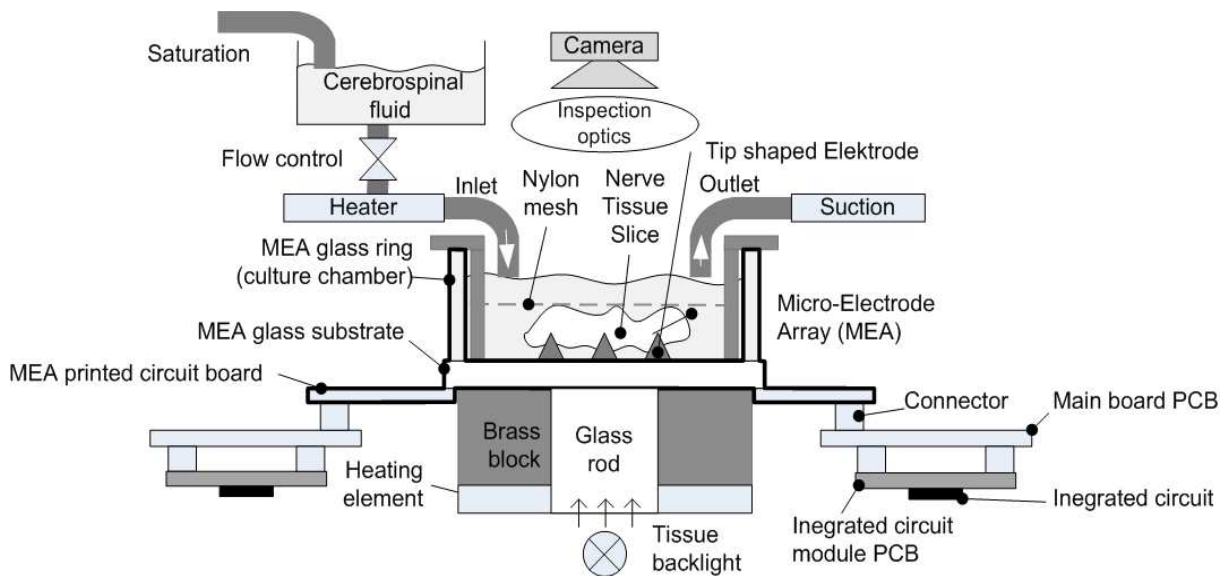 Saturation
Cerebrospinal
fluid
Camera
Inspection
optics
Flow control
Tip shaped Elektrode
Heater
Inlet
Nylon
mesh
Nerve
Tissue
Slice
Outlet
Suction
MEA glass ring
(culture chamber)
Micro-Electrode
Array (MEA)
MEA glass substrate
MEA printed circuit board
Connector
Main board PCB
Brass
block
Glass
rod
Heating
element
Tissue
backlight
Inegrated circuit
Inegrated circuit
module PCB